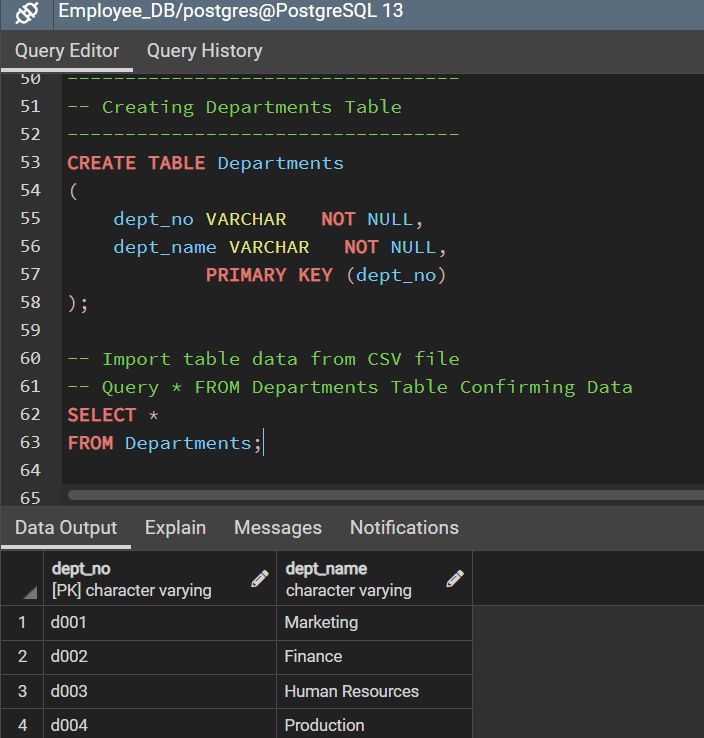 Employee_DB/postgres@PostgreSQL 13
Query Editor Query History
50 ----------------------------------
51 -- Creating Departments Table
52 ----------------------------------
53 CREATE TABLE Departments
54 (
55 dept_no VARCHAR NOT NULL,
56 dept_name VARCHAR NOT NULL,
57 PRIMARY KEY (dept_no)
58 );
59
60 -- Import table data from CSV file
61 -- Query * FROM Departments Table Confirming Data
62 SELECT *
63 FROM Departments;
64
65
Data Output Explain Messages Notifications
dept_no dept_name
[PK] character varying character varying
1 d001 Marketing
2 d002 Finance
3 d003 Human Resources
4 d004 Production